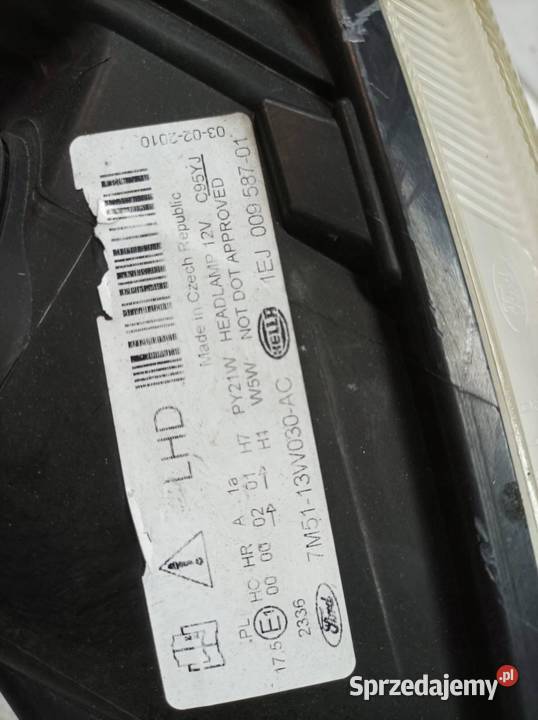 03-02-2010
LHD
Made in Czech Republic
PL HC HR A 1a H7 PY21W HEADLAMP 12V C95YJ
17.5 E1 00 00 02 01 H1 W5W NOT DOT APPROVED
2336 HELLA 1EJ 009 587-01
Ford 7M51-13W030-AC
Sprzedajemy.pl